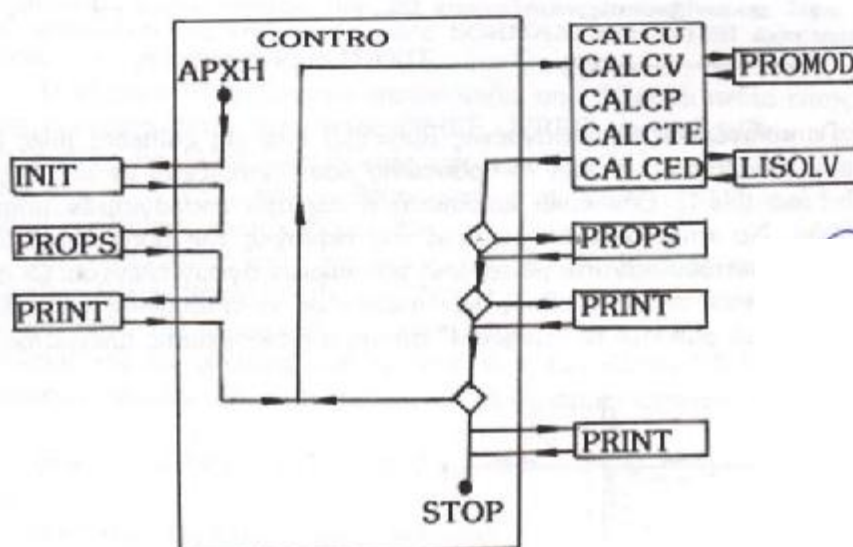 CONTRO
APXH
INIT
PROPS
PRINT
CALCU
CALCV
CALCP
CALCTE
CALCED
PROMOD
LISOLV
PROPS
PRINT
PRINT
STOP